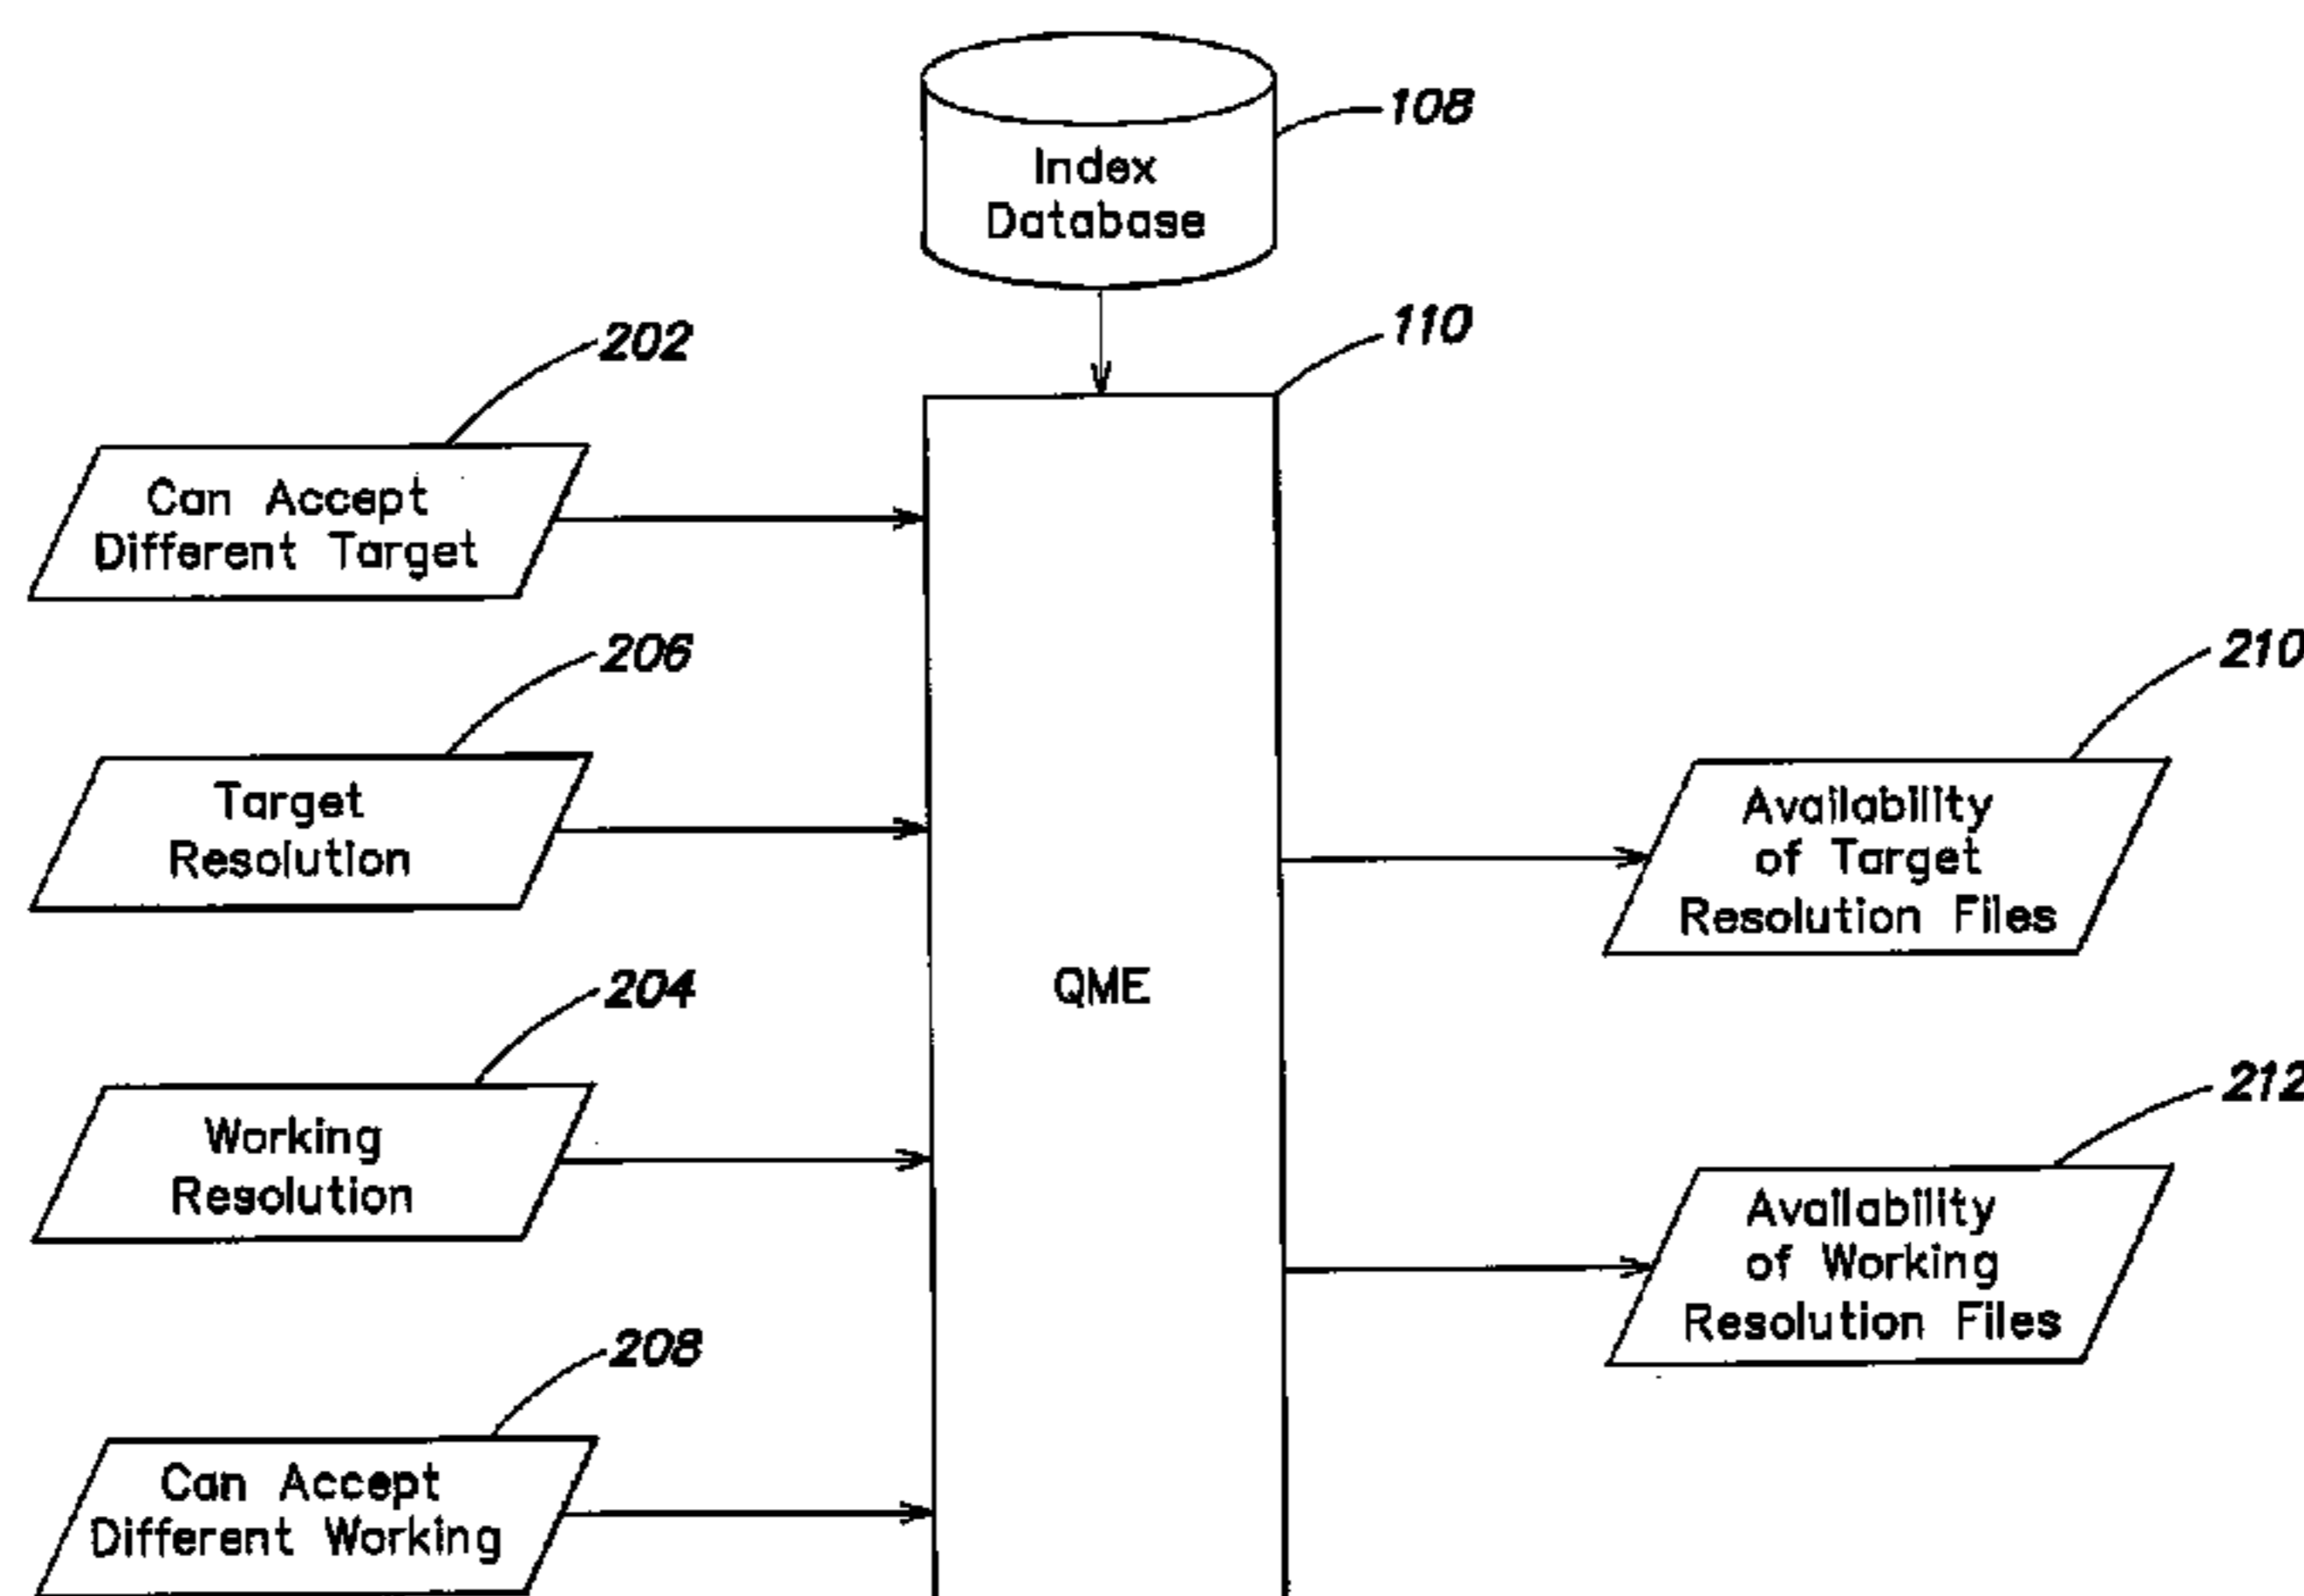 108
Index
Database
110
202
Can Accept
Different Target
206
Target
Resolution
210
Availability
of Target
Resolution Files
204
Working
Resolution
QME
212
Availability
of Working
Resolution Files
208
Can Accept
Different Working